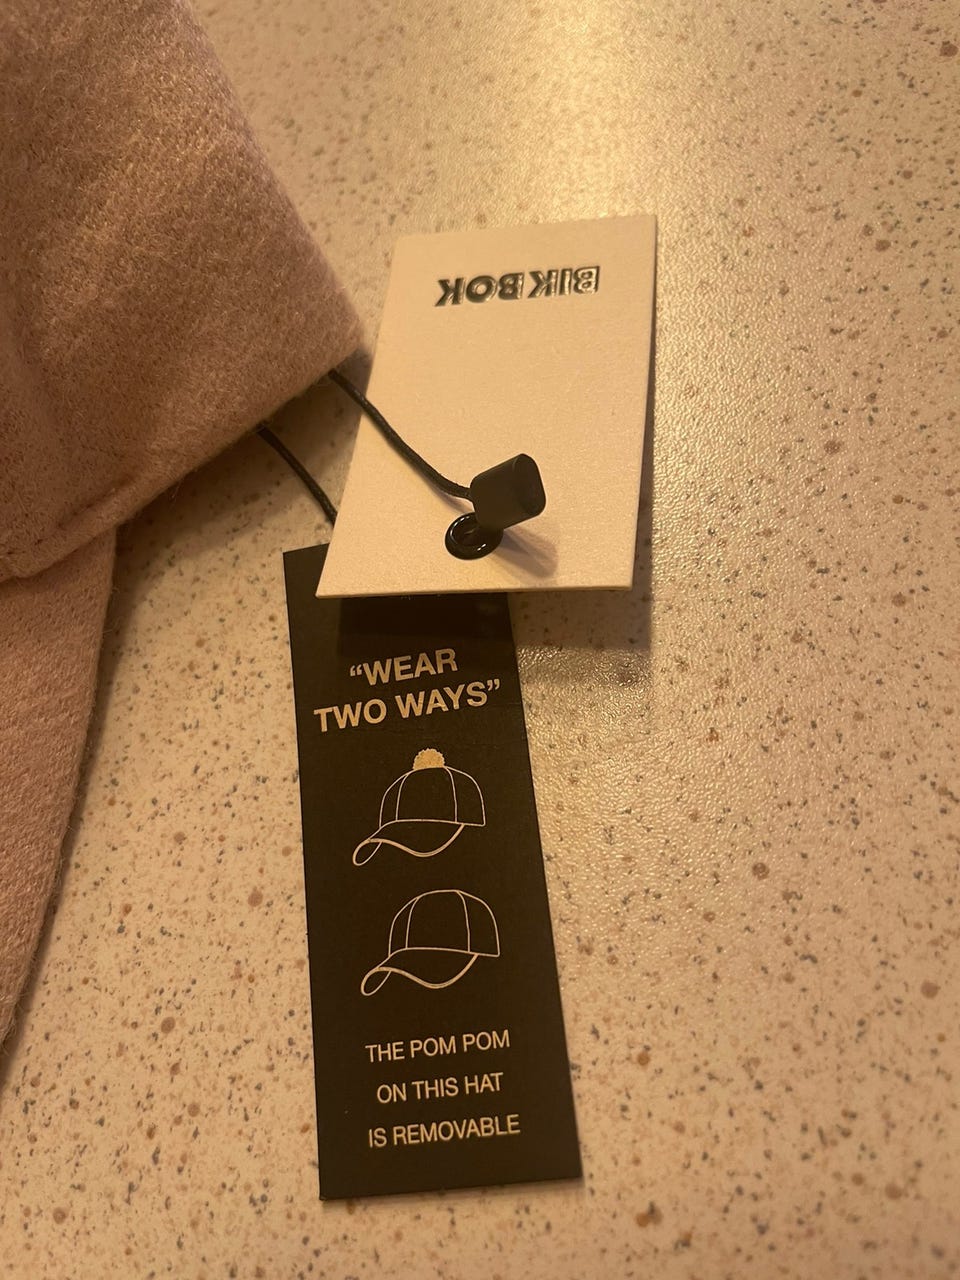 BIK BOK
“WEAR
TWO WAYS”
THE POM POM
ON THIS HAT
IS REMOVABLE